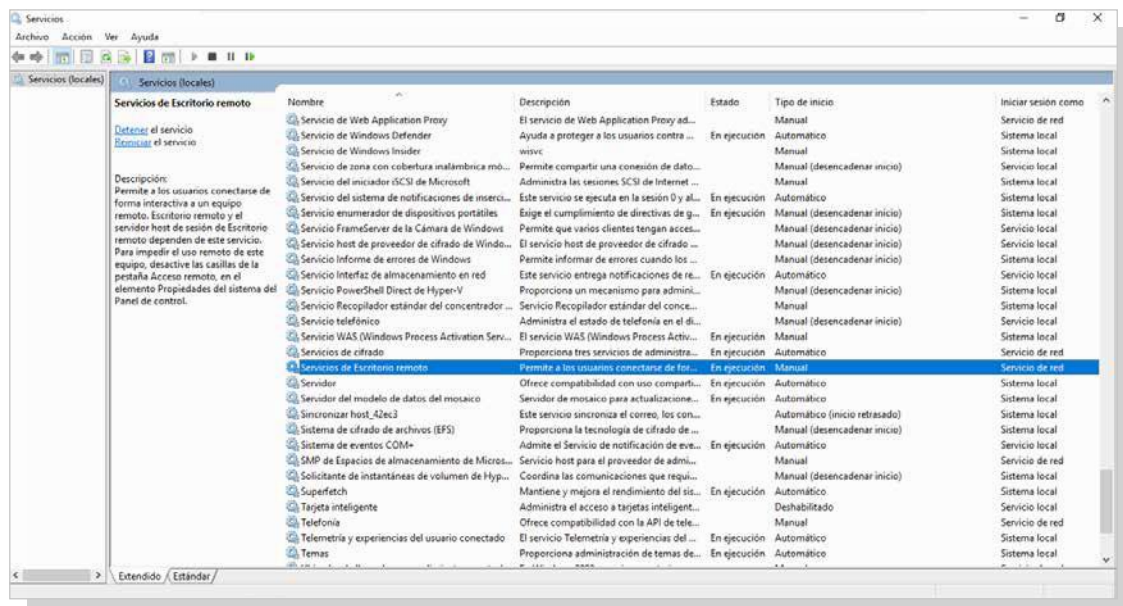 Servicios
Archivo Acción Ver Ayuda
Servicios (locales)
Servicios (locales)
Servicios de Escritorio remoto
Detener el servicio
Reiniciar el servicio
Descripción:
Permite a los usuarios conectarse de
forma interactiva a un equipo
remoto. Escritorio remoto y el
servidor host de sesión de Escritorio
remoto dependen de este servicio.
Para impedir el uso remoto de este
equipo, desactive las casillas de la
pestaña Acceso remoto, en el
elemento Propiedades del sistema del
Panel de control.
Nombre Descripción Estado Tipo de inicio Iniciar sesión como
Servicio de Web Application Proxy El servicio de Web Application Proxy ad... Manual Servicio de red
Servicio de Windows Defender Ayuda a proteger a los usuarios contra ... En ejecución Automático Sistema local
Servicio de Windows Insider wisvc Manual Sistema local
Servicio de zona con cobertura inalámbrica mó... Permite compartir una conexión de dato... Manual (desencadenar inicio) Servicio local
Servicio del iniciador iSCSI de Microsoft Administra las sesiones SCSI de Internet ... Manual Sistema local
Servicio del sistema de notificaciones de inserci... Este servicio se ejecuta en la sesión 0 y al... En ejecución Automático Sistema local
Servicio enumerador de dispositivos portátiles Exige el cumplimiento de directivas de g... En ejecución Manual (desencadenar inicio) Sistema local
Servicio FrameServer de la Cámara de Windows Permite que varios clientes tengan acces... Manual (desencadenar inicio) Servicio local
Servicio host de proveedor de cifrado de Windo... El servicio host de proveedor de cifrado ... Manual (desencadenar inicio) Servicio local
Servicio Informe de errores de Windows Permite informar de errores cuando los ... Manual (desencadenar inicio) Sistema local
Servicio Interfaz de almacenamiento en red Este servicio entrega notificaciones de re... En ejecución Automático Servicio local
Servicio PowerShell Direct de Hyper-V Proporciona un mecanismo para admini... Manual (desencadenar inicio) Sistema local
Servicio Recopilador estándar del concentrador ... Servicio Recopilador estándar del conce... Manual Sistema local
Servicio telefónico Administra el estado de telefonía en el di... Manual (desencadenar inicio) Servicio local
Servicio WAS (Windows Process Activation Serv... El servicio WAS (Windows Process Activ... En ejecución Manual Sistema local
Servicios de cifrado Proporciona tres servicios de administra... En ejecución Automático Servicio de red
Servicios de Escritorio remoto Permite a los usuarios conectarse de for... En ejecución Manual Servicio de red
Servidor Ofrece compatibilidad con uso comparti... En ejecución Automático Sistema local
Servidor del modelo de datos del mosaico Servidor de mosaico para actualizacione... En ejecución Automático Sistema local
Sincronizar host_42ec3 Este servicio sincroniza el correo, los con... Automático (inicio retrasado) Sistema local
Sistema de cifrado de archivos (EFS) Proporciona la tecnología de cifrado de ... Manual (desencadenar inicio) Sistema local
Sistema de eventos COM+ Admite el Servicio de notificación de eve... En ejecución Automático Servicio local
SMP de Espacios de almacenamiento de Micros... Servicio host para el proveedor de admi... Manual Servicio de red
Solicitante de instantáneas de volumen de Hyp... Coordina las comunicaciones que requi... Manual (desencadenar inicio) Sistema local
Superfetch Mantiene y mejora el rendimiento del sis... En ejecución Automático Sistema local
Tarjeta inteligente Administra el acceso a tarjetas inteligent... Deshabilitado Servicio local
Telefonía Ofrece compatibilidad con la API de tele... Manual Servicio de red
Telemetría y experiencias del usuario conectado El servicio Telemetría y experiencias del ... En ejecución Automático Sistema local
Temas Proporciona administración de temas de... En ejecución Automático Sistema local
Extendido Estándar